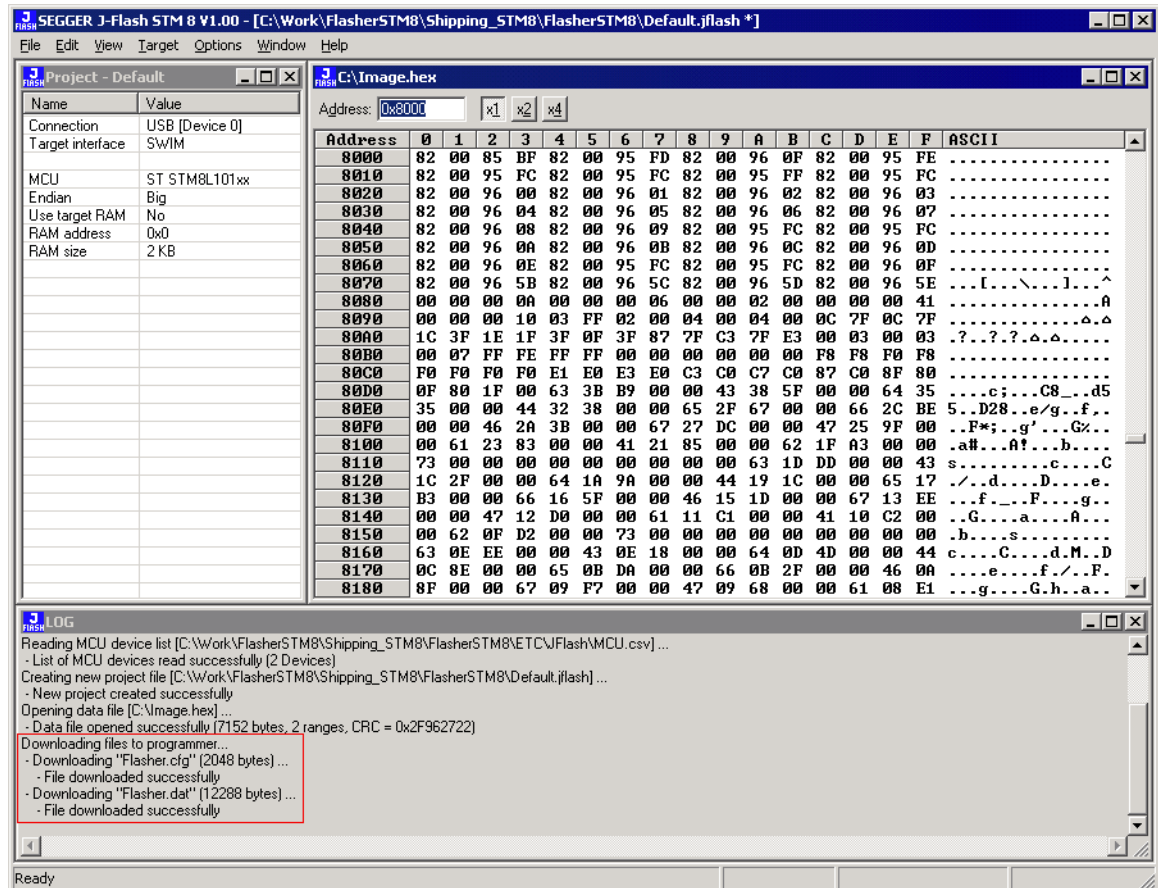 SEGGER J-Flash STM 8 V1.00 - [C:\Work\FlasherSTM8\Shipping_STM8\FlasherSTM8\Default.jflash *]
File Edit View Target Options Window Help
Project - Default
Name Value
Connection USB [Device 0]
Target interface SWIM
MCU ST STM8L101xx
Endian Big
Use target RAM No
RAM address 0x0
RAM size 2 KB
C:\Image.hex
Address: 0x8000 x1 x2 x4
Address 0 1 2 3 4 5 6 7 8 9 A B C D E F ASCII
8000 82 00 85 BF 82 00 95 FD 82 00 96 0F 82 00 95 FE ................
8010 82 00 95 FC 82 00 95 FC 82 00 95 FF 82 00 95 FC ................
8020 82 00 96 00 82 00 96 01 82 00 96 02 82 00 96 03 ................
8030 82 00 96 04 82 00 96 05 82 00 96 06 82 00 96 07 ................
8040 82 00 96 08 82 00 96 09 82 00 95 FC 82 00 95 FC ................
8050 82 00 96 0A 82 00 96 0B 82 00 96 0C 82 00 96 0D ................
8060 82 00 96 0E 82 00 95 FC 82 00 95 FC 82 00 96 0F ................
8070 82 00 96 5B 82 00 96 5C 82 00 96 5D 82 00 96 5E ...[...\...]...^
8080 00 00 00 0A 00 00 00 06 00 00 02 00 00 00 00 41 ...............A
8090 00 00 00 10 03 FF 02 00 04 00 04 00 0C 7F 0C 7F .............⌂.⌂
80A0 1C 3F 1E 1F 3F 0F 3F 87 7F C3 7F E3 00 03 00 03 .?..?.?.⌂.⌂.....
80B0 00 07 FF FE FF FF 00 00 00 00 00 00 F8 F8 F0 F8 ................
80C0 F0 F0 F0 F0 E1 E0 E3 E0 C3 C0 C7 C0 87 C0 8F 80 ................
80D0 0F 80 1F 00 63 3B B9 00 00 43 38 5F 00 00 64 35 ....c;...C8_..d5
80E0 35 00 00 44 32 38 00 00 65 2F 67 00 00 66 2C BE 5..D28..e/g..f,.
80F0 00 00 46 2A 3B 00 00 67 27 DC 00 00 47 25 9F 00 ..F*;..g'...G%..
8100 00 61 23 83 00 00 41 21 85 00 00 62 1F A3 00 00 .a#...A!...b....
8110 73 00 00 00 00 00 00 00 00 00 63 1D DD 00 00 43 s.........c....C
8120 1C 2F 00 00 64 1A 9A 00 00 44 19 1C 00 00 65 17 ./..d....D....e.
8130 B3 00 00 66 16 5F 00 00 46 15 1D 00 00 67 13 EE ...f._..F....g..
8140 00 00 47 12 D0 00 00 61 11 C1 00 00 41 10 C2 00 ..G....a....A...
8150 00 62 0F D2 00 00 73 00 00 00 00 00 00 00 00 00 .b....s.........
8160 63 0E EE 00 00 43 0E 18 00 00 64 0D 4D 00 00 44 c....C....d.M..D
8170 0C 8E 00 00 65 0B DA 00 00 66 0B 2F 00 00 46 0A ....e....f./..F.
8180 8F 00 00 67 09 F7 00 00 47 09 68 00 00 61 08 E1 ...g....G.h..a..
LOG
Reading MCU device list [C:\Work\FlasherSTM8\Shipping_STM8\FlasherSTM8\ETC\JFlash\MCU.csv] ...
- List of MCU devices read successfully (2 Devices)
Creating new project file [C:\Work\FlasherSTM8\Shipping_STM8\FlasherSTM8\Default.jflash] ...
- New project created successfully
Opening data file [C:\Image.hex] ...
- Data file opened successfully (7152 bytes, 2 ranges, CRC = 0x2F962722)
Downloading files to programmer...
- Downloading "Flasher.cfg" (2048 bytes) ...
- File downloaded successfully
- Downloading "Flasher.dat" (12288 bytes) ...
- File downloaded successfully
Ready